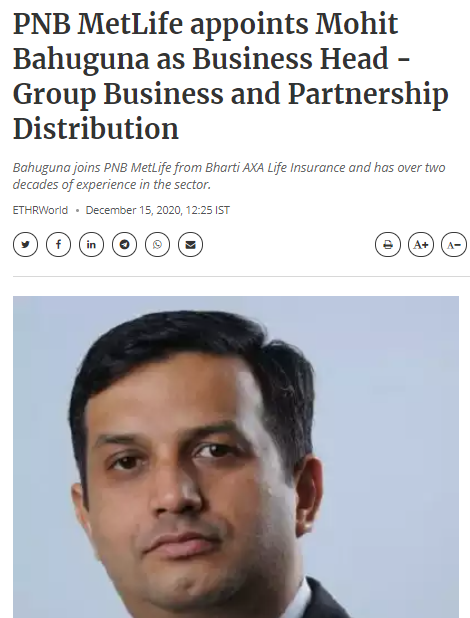 PNB MetLife appoints Mohit
Bahuguna as Business Head -
Group Business and Partnership
Distribution
Bahuguna joins PNB MetLife from Bharti AXA Life Insurance and has over two
decades of experience in the sector.
ETHRWorld • December 15, 2020, 12:25 IST
A+ A−